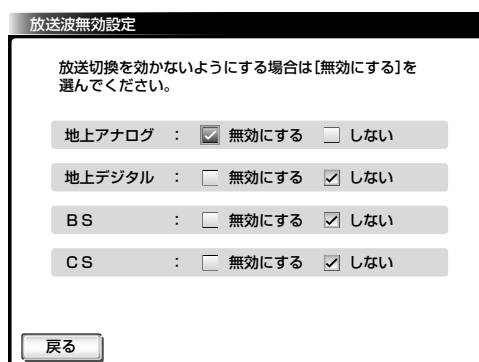 放送波無効設定
放送切換を効かないようにする場合は[無効にする]を
選んでください。
地上アナログ : 無効にする しない
地上デジタル : 無効にする しない
BS : 無効にする しない
CS : 無効にする しない
戻る